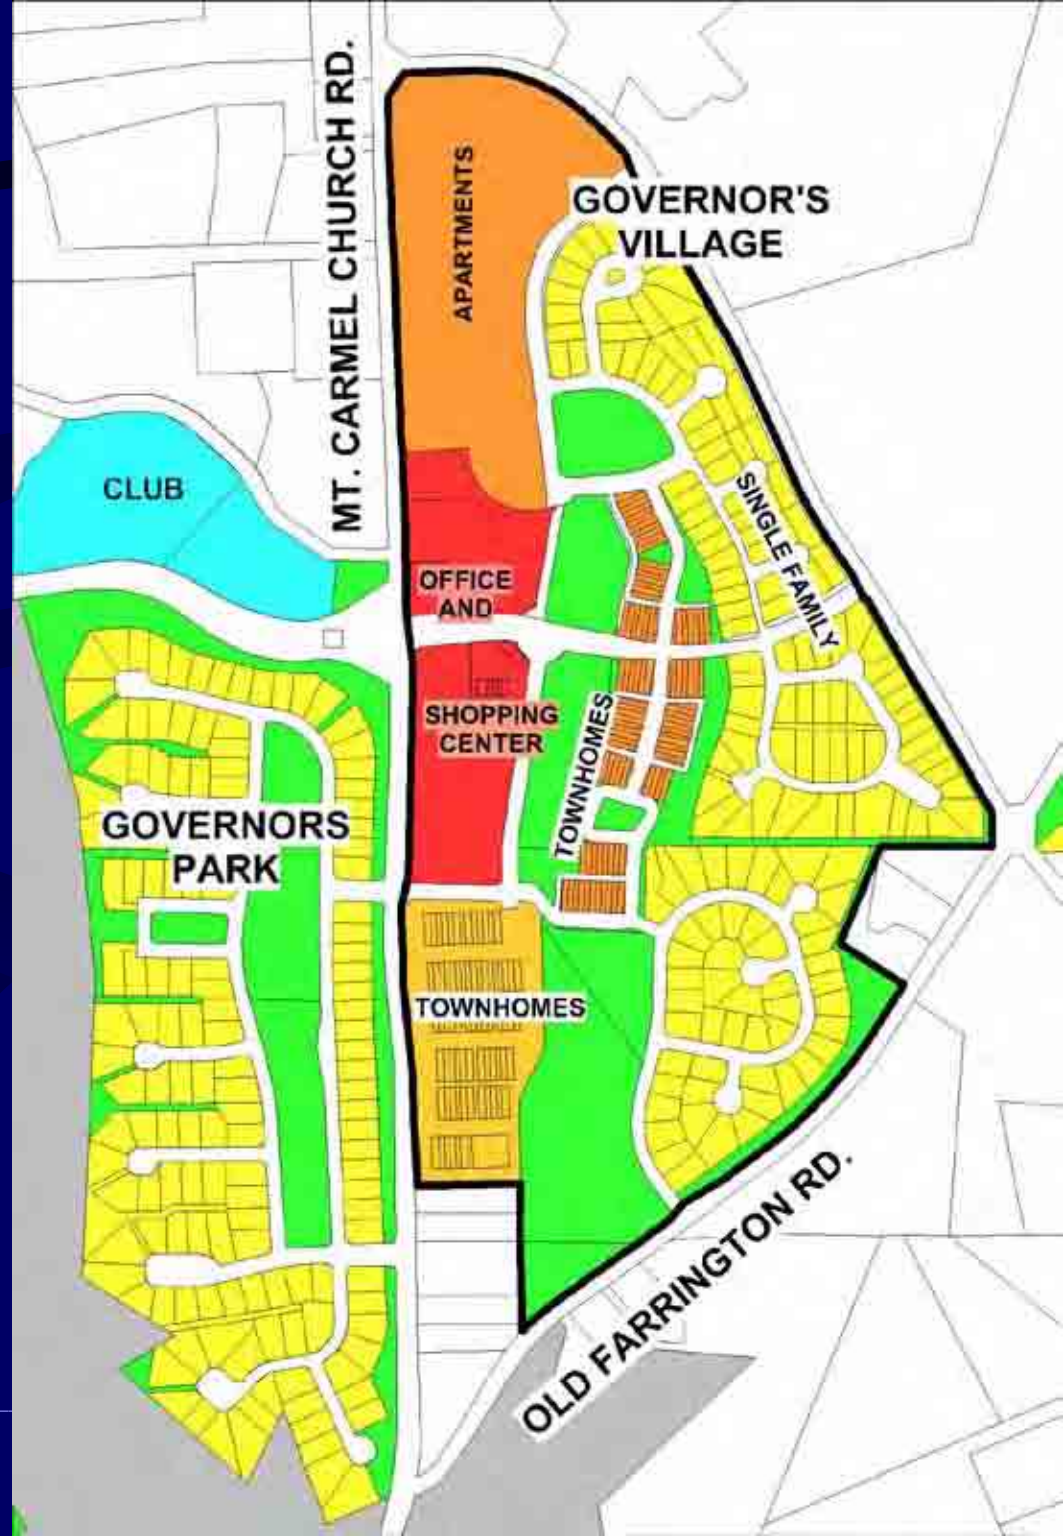 MT. CARMEL CHURCH RD.
APARTMENTS
GOVERNOR'S
VILLAGE
CLUB
SINGLE FAMILY
OFFICE
AND
SHOPPING
CENTER
TOWNHOMES
GOVERNORS
PARK
TOWNHOMES
OLD FARRINGTON RD.